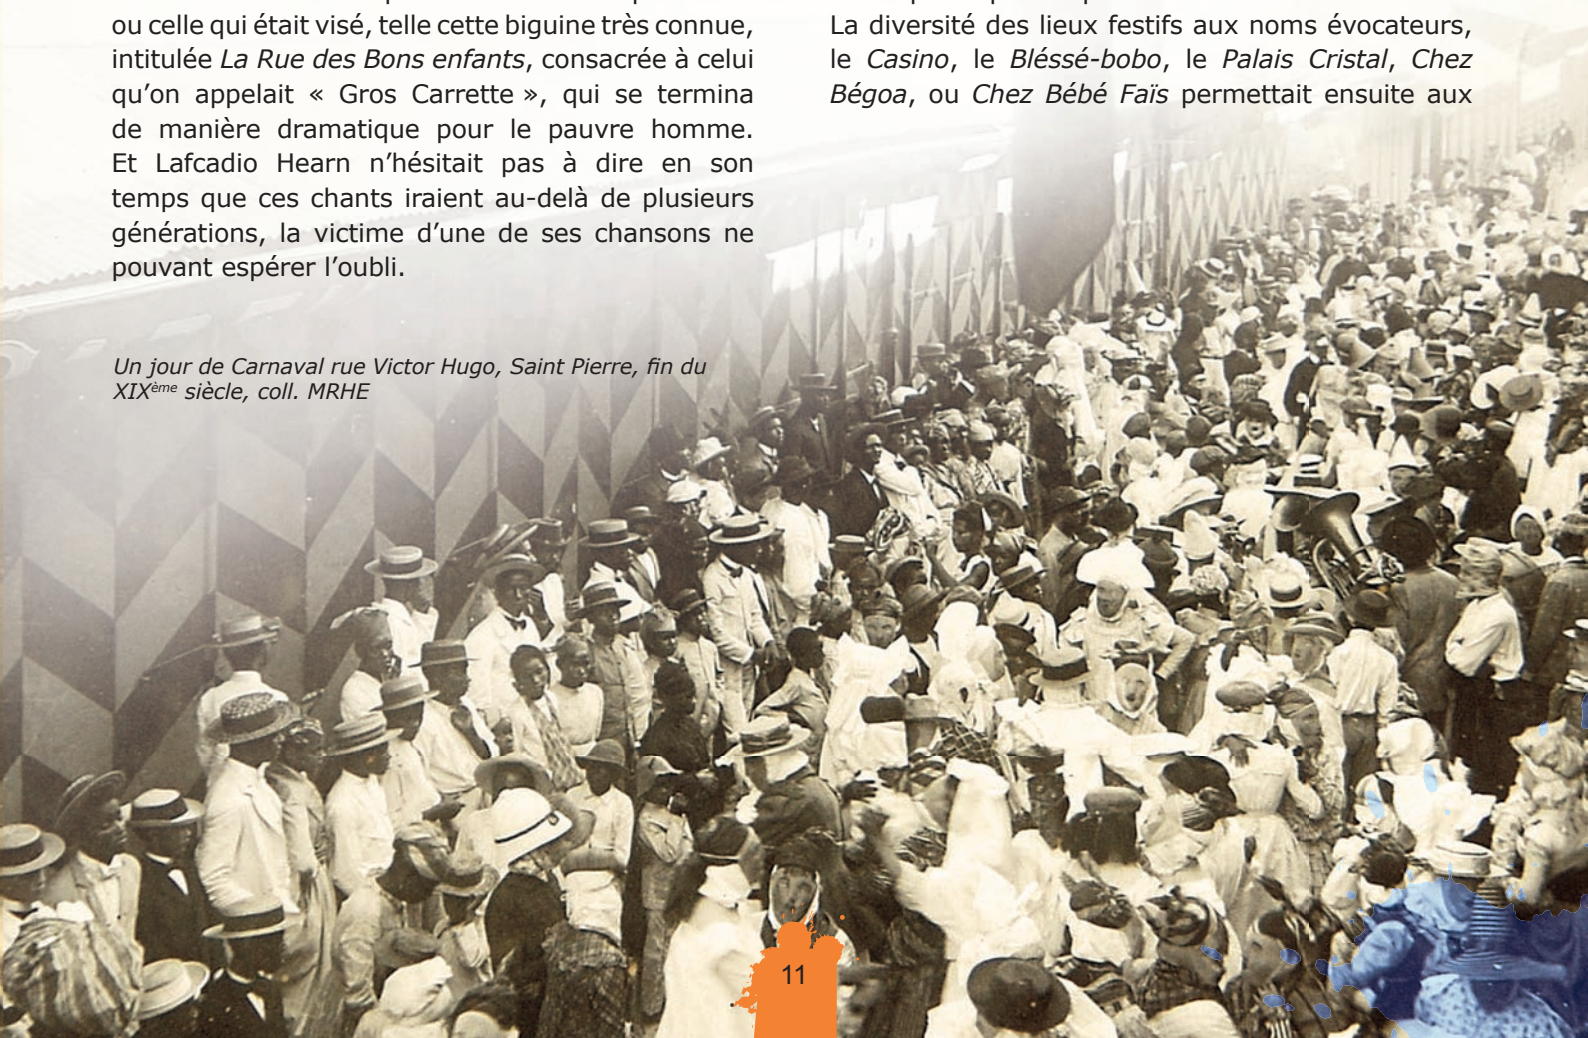 ou celle qui était visé, telle cette biguine très connue,
intitulée La Rue des Bons enfants, consacrée à celui
qu’on appelait « Gros Carrette », qui se termina
de manière dramatique pour le pauvre homme.
Et Lafcadio Hearn n’hésitait pas à dire en son
temps que ces chants iraient au-delà de plusieurs
générations, la victime d’une de ses chansons ne
pouvant espérer l’oubli.
Un jour de Carnaval rue Victor Hugo, Saint Pierre, fin du
XIXème siècle, coll. MRHE
La diversité des lieux festifs aux noms évocateurs,
le Casino, le Bléssé-bobo, le Palais Cristal, Chez
Bégoa, ou Chez Bébé Faïs permettait ensuite aux
11